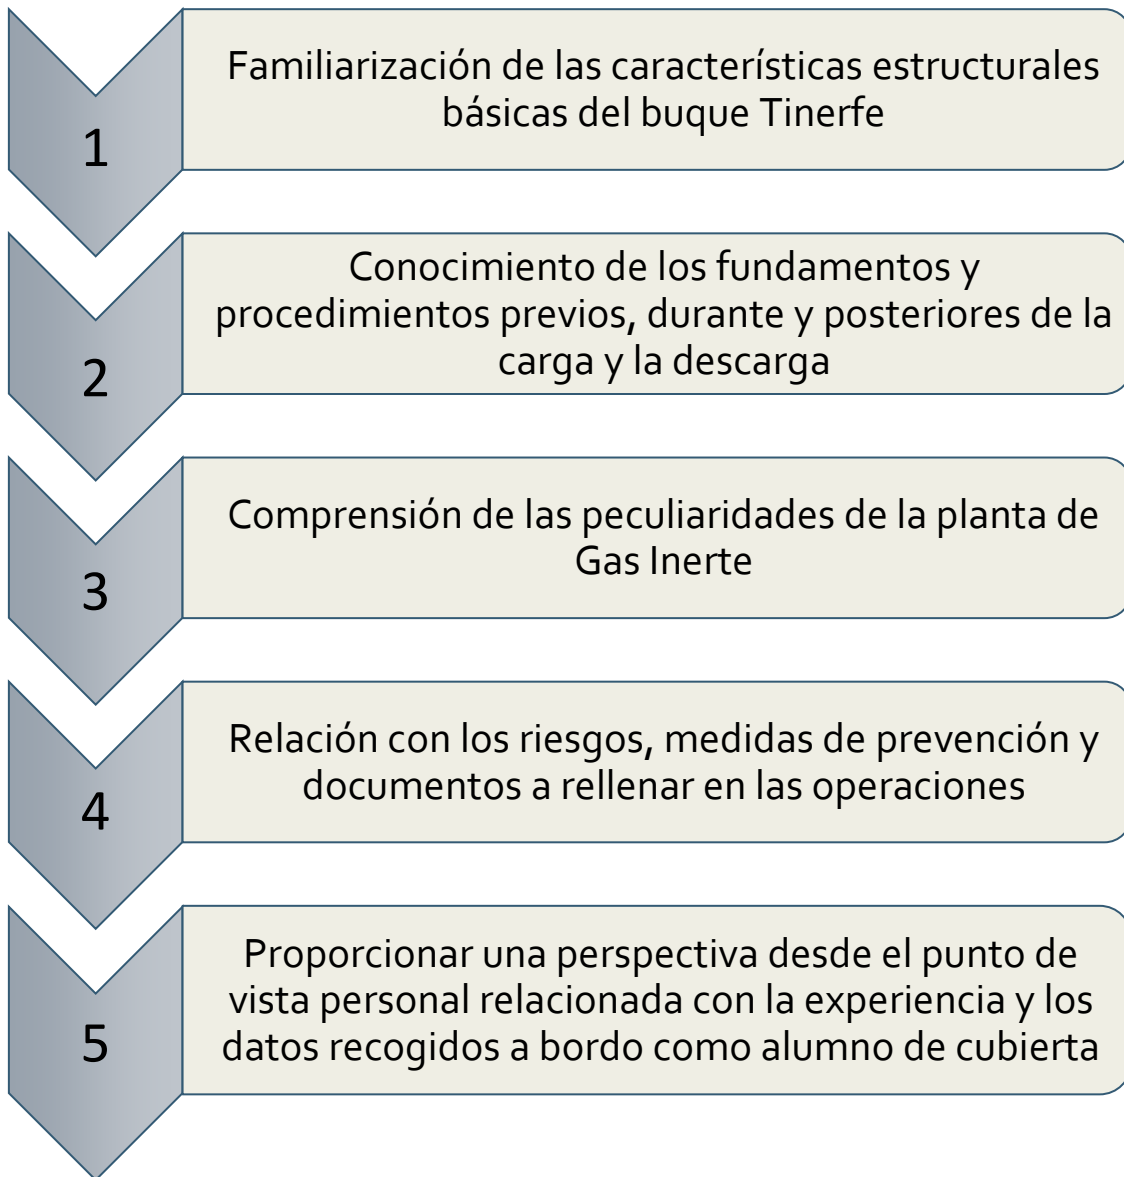 1
Familiarización de las características estructurales
básicas del buque Tinerfe
2
Conocimiento de los fundamentos y
procedimientos previos, durante y posteriores de la
carga y la descarga
3
Comprensión de las peculiaridades de la planta de
Gas Inerte
4
Relación con los riesgos, medidas de prevención y
documentos a rellenar en las operaciones
5
Proporcionar una perspectiva desde el punto de
vista personal relacionada con la experiencia y los
datos recogidos a bordo como alumno de cubierta